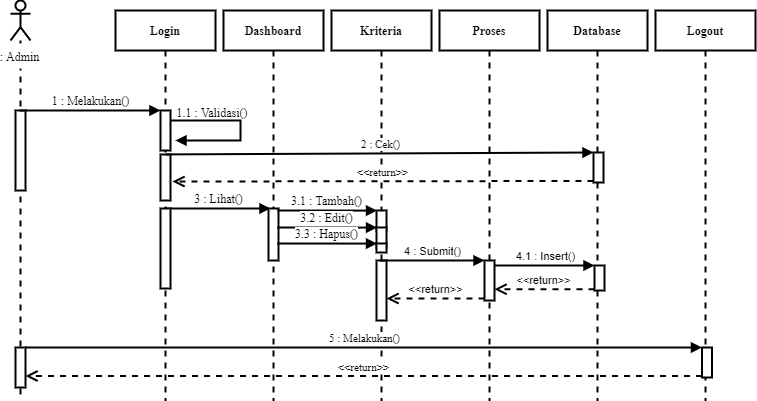 Login
Dashboard
Kriteria
Proses
Database
Logout
: Admin
1 : Melakukan()
1.1 : Validasi()
2 : Cek()
<<return>>
3 : Lihat()
3.1 : Tambah()
3.2 : Edit()
3.3 : Hapus()
4 : Submit()
4.1 : Insert()
<<return>>
<<return>>
5 : Melakukan()
<<return>>